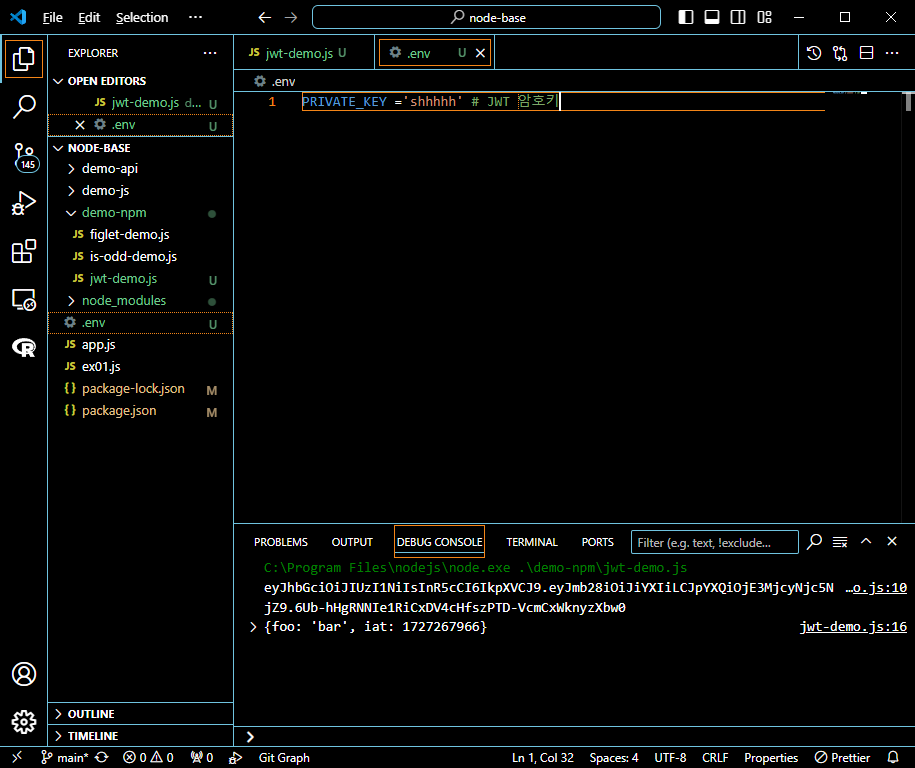 File Edit Selection ··· node-base
EXPLORER ···
OPEN EDITORS
JS jwt-demo.js d... U
.env U
NODE-BASE
demo-api
demo-js
demo-npm
JS figlet-demo.js
JS is-odd-demo.js
JS jwt-demo.js U
node_modules
.env U
JS app.js
JS ex01.js
{} package-lock.json M
{} package.json M
OUTLINE
TIMELINE
145
JS jwt-demo.js U .env U
.env
1 PRIVATE_KEY ='shhhhh' # JWT 암호키
PROBLEMS OUTPUT DEBUG CONSOLE TERMINAL PORTS Filter (e.g. text, !exclude...
C:\Program Files\nodejs\node.exe .\demo-npm\jwt-demo.js
eyJhbGciOiJIUzI1NiIsInR5cCI6IkpXVCJ9.eyJmb28iOiJiYXIiLCJpYXQiOjE3MjcyNjc5N …o.js:10
jZ9.6Ub-hHgRNNIe1RiCxDV4cHfszPTD-VcmCxWknyzXbw0
{foo: 'bar', iat: 1727267966} jwt-demo.js:16
main* 0 0 0 Git Graph Ln 1, Col 32 Spaces: 4 UTF-8 CRLF Properties Prettier